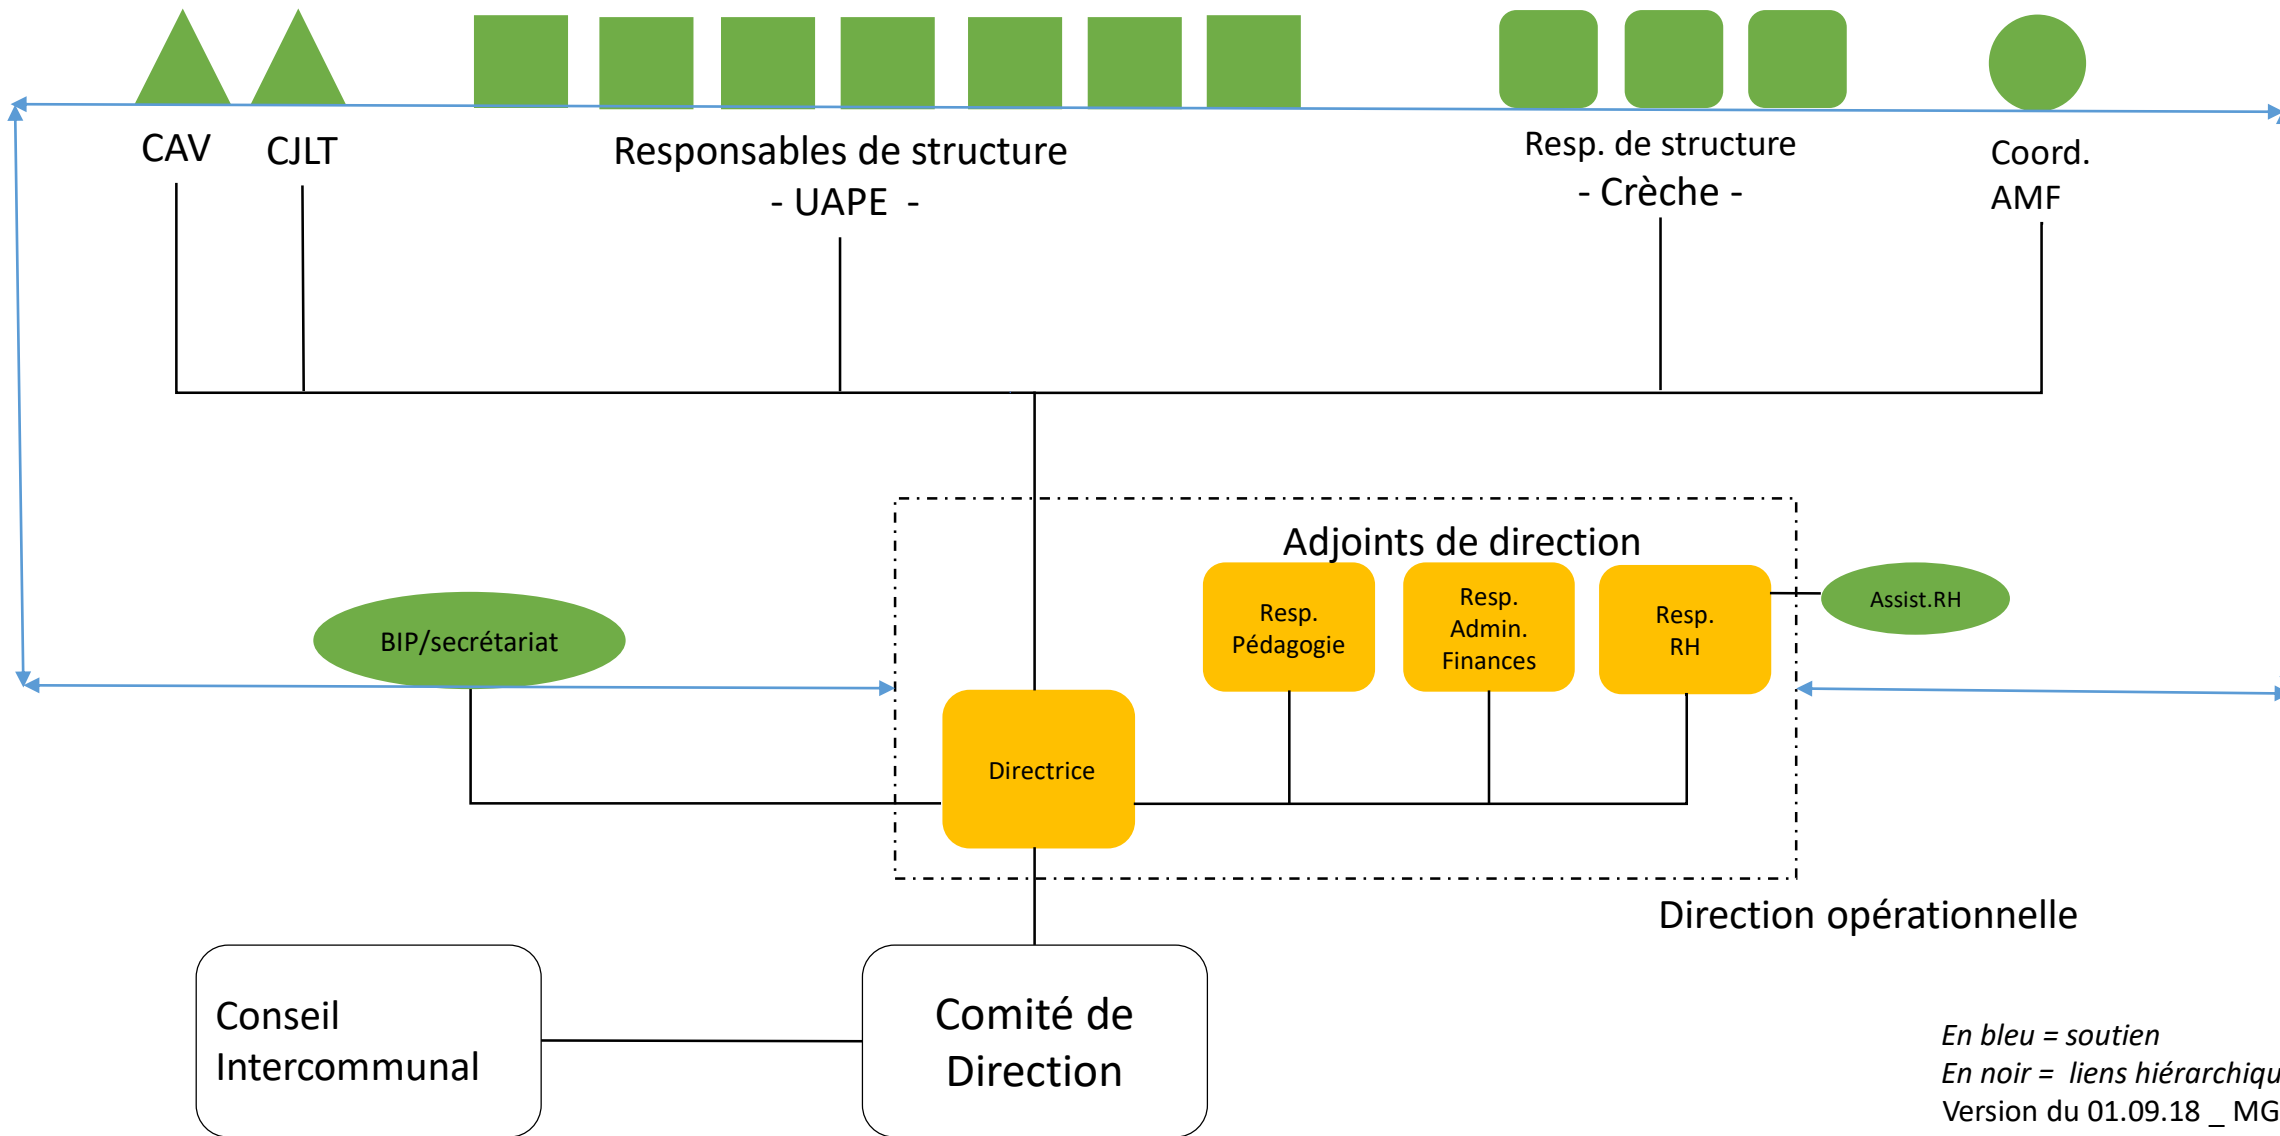 CAV
CJLT
Responsables de structure
- UAPE -
Resp. de structure
- Crèche -
Coord.
AMF
Adjoints de direction
Resp.
Pédagogie
Resp.
Admin.
Finances
Resp.
RH
Assist.RH
BIP/secrétariat
Directrice
Direction opérationnelle
Conseil
Intercommunal
Comité de
Direction
En bleu = soutien
En noir = liens hiérarchiqu
Version du 01.09.18 _ MG